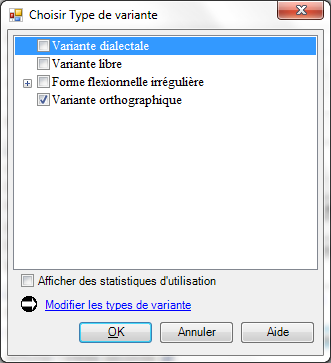 Choisir Type de variante
Variante dialectale
Variante libre
Forme flexionnelle irrégulière
Variante orthographique
Afficher des statistiques d'utilisation
Modifier les types de variante
OK Annuler Aide